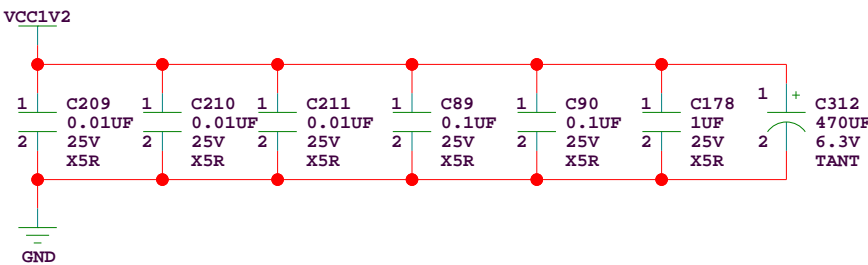 VCC1V2
1
C209
0.01UF
2
25V
X5R
1
C210
0.01UF
2
25V
X5R
1
C211
0.01UF
2
25V
X5R
1
C89
0.1UF
2
25V
X5R
1
C90
0.1UF
2
25V
X5R
1
C178
1UF
2
25V
X5R
1
+
C312
470UF
2
6.3V
TANT
GND